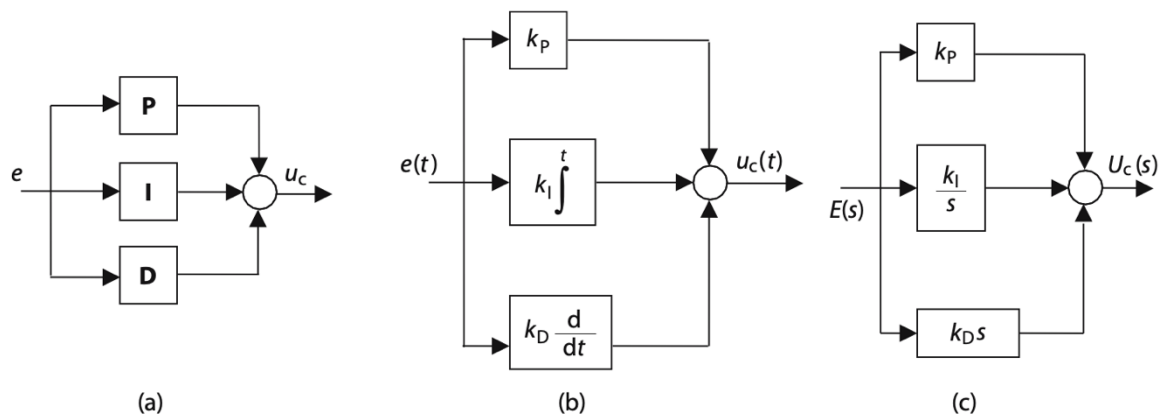 P
e
I
u_c
D
(a)
k_P
e(t)
k_I ∫^t
u_c(t)
k_D d/dt
(b)
k_P
E(s)
k_I/s
U_c(s)
k_D s
(c)